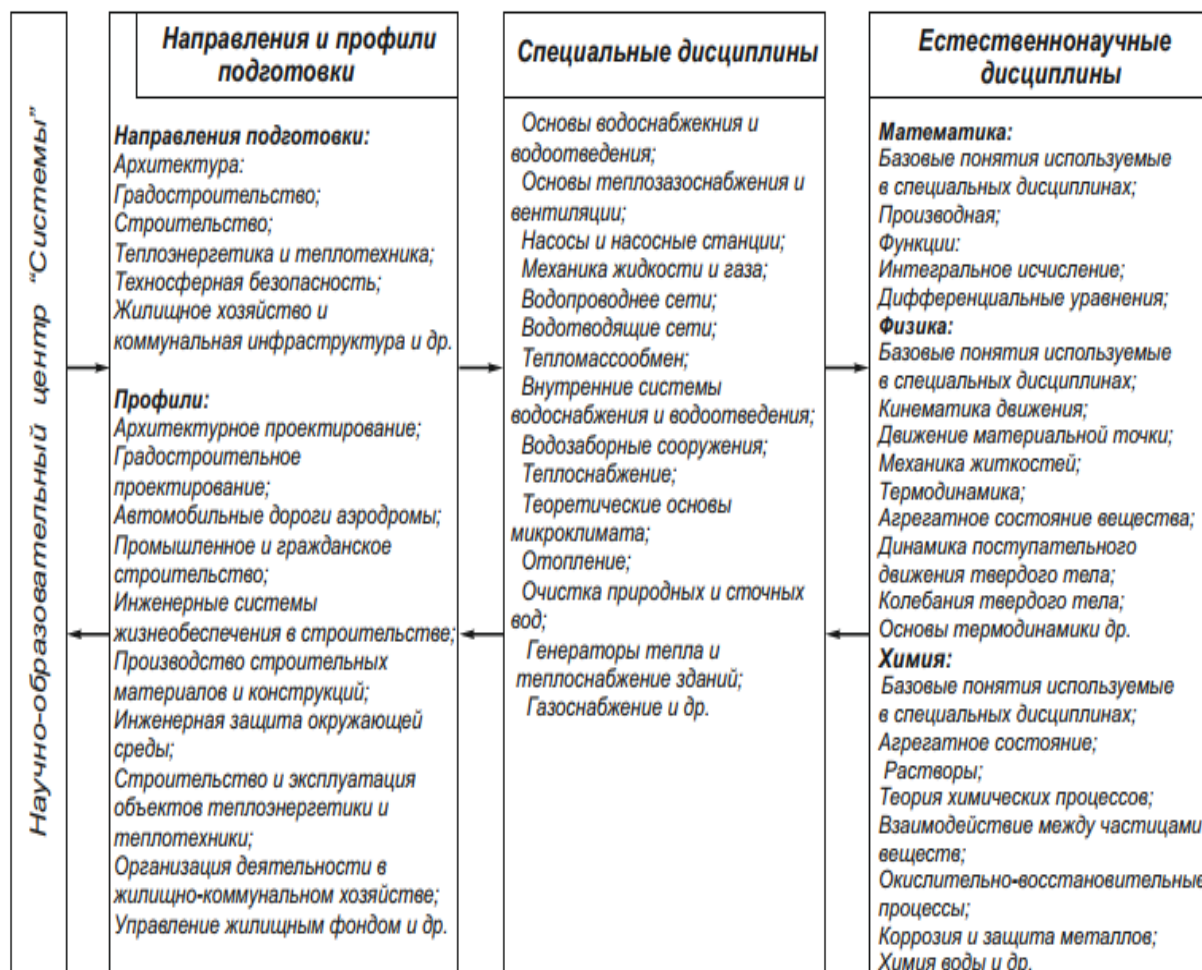 Научно-образовательный центр "Системы"
Направления и профили
подготовки
Направления подготовки:
Архитектура:
Градостроительство;
Строительство;
Теплоэнергетика и теплотехника;
Техносферная безопасность;
Жилищное хозяйство и
коммунальная инфраструктура и др.
Профили:
Архитектурное проектирование;
Градостроительное
проектирование;
Автомобильные дороги аэродромы;
Промышленное и гражданское
строительство;
Инженерные системы
жизнеобеспечения в строительстве;
Производство строительных
материалов и конструкций;
Инженерная защита окружающей
среды;
Строительство и эксплуатация
объектов теплоэнергетики и
теплотехники;
Организация деятельности в
жилищно-коммунальном хозяйстве;
Управление жилищным фондом и др.
Специальные дисциплины
Основы водоснабжекния и
водоотведения;
Основы теплозазоснабжения и
вентиляции;
Насосы и насосные станции;
Механика жидкости и газа;
Водопроводнее сети;
Водотводящие сети;
Тепломассообмен;
Внутренние системы
водоснабжения и водоотведения;
Водозаборные сооружения;
Теплоснабжение;
Теоретические основы
микроклимата;
Отопление;
Очистка природных и сточных
вод;
Генераторы тепла и
теплоснабжение зданий;
Газоснабжение и др.
Естественнонаучные
дисциплины
Математика:
Базовые понятия используемые
в специальных дисциплинах;
Производная;
Функции:
Интегральное исчисление;
Дифференциальные уравнения;
Физика:
Базовые понятия используемые
в специальных дисциплинах;
Кинематика движения;
Движение материальной точки;
Механика житкостей;
Термодинамика;
Агрегатное состояние вещества;
Динамика поступательного
движения твердого тела;
Колебания твердого тела;
Основы термодинамики др.
Химия:
Базовые понятия используемые
в специальных дисциплинах;
Агрегатное состояние;
Растворы;
Теория химических процессов;
Взаимодействие между частицами
веществ;
Окислительно-восстановительные
процессы;
Коррозия и защита металлов;
Химия воды и др.